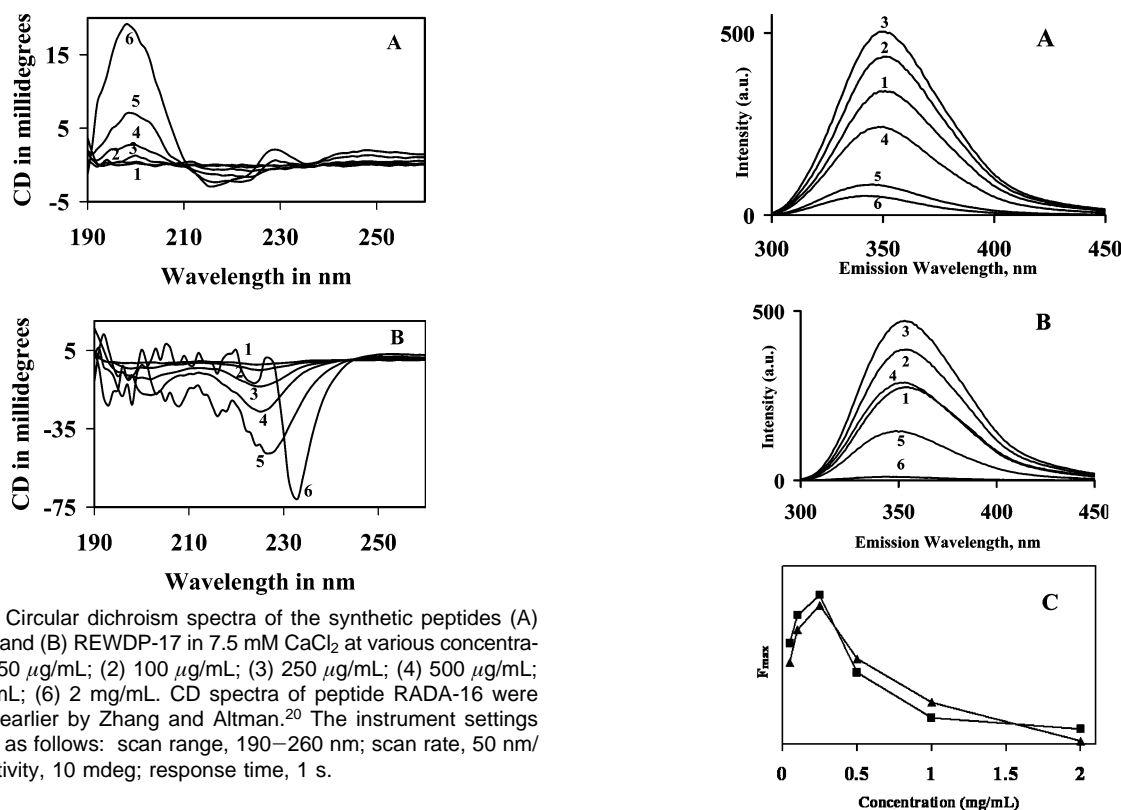 A
15
5
-5
CD in millidegrees
6
5
4
3
2
1
190 210 230 250
Wavelength in nm
B
5
-35
-75
CD in millidegrees
1
2
3
4
5
6
190 210 230 250
Wavelength in nm
Circular dichroism spectra of the synthetic peptides (A)
and (B) REWDP-17 in 7.5 mM CaCl₂ at various concentra-
50 μg/mL; (2) 100 μg/mL; (3) 250 μg/mL; (4) 500 μg/mL;
mL; (6) 2 mg/mL. CD spectra of peptide RADA-16 were
earlier by Zhang and Altman.²⁰ The instrument settings
as follows: scan range, 190−260 nm; scan rate, 50 nm/
tivity, 10 mdeg; response time, 1 s.
A
500
0
Intensity (a.u.)
3
2
1
4
5
6
300 350 400 450
Emission Wavelength, nm
B
500
0
Intensity (a.u.)
3
2
4
1
5
6
300 350 400 450
Emission Wavelength, nm
C
Fmax
0 0.5 1 2
Concentration (mg/mL)